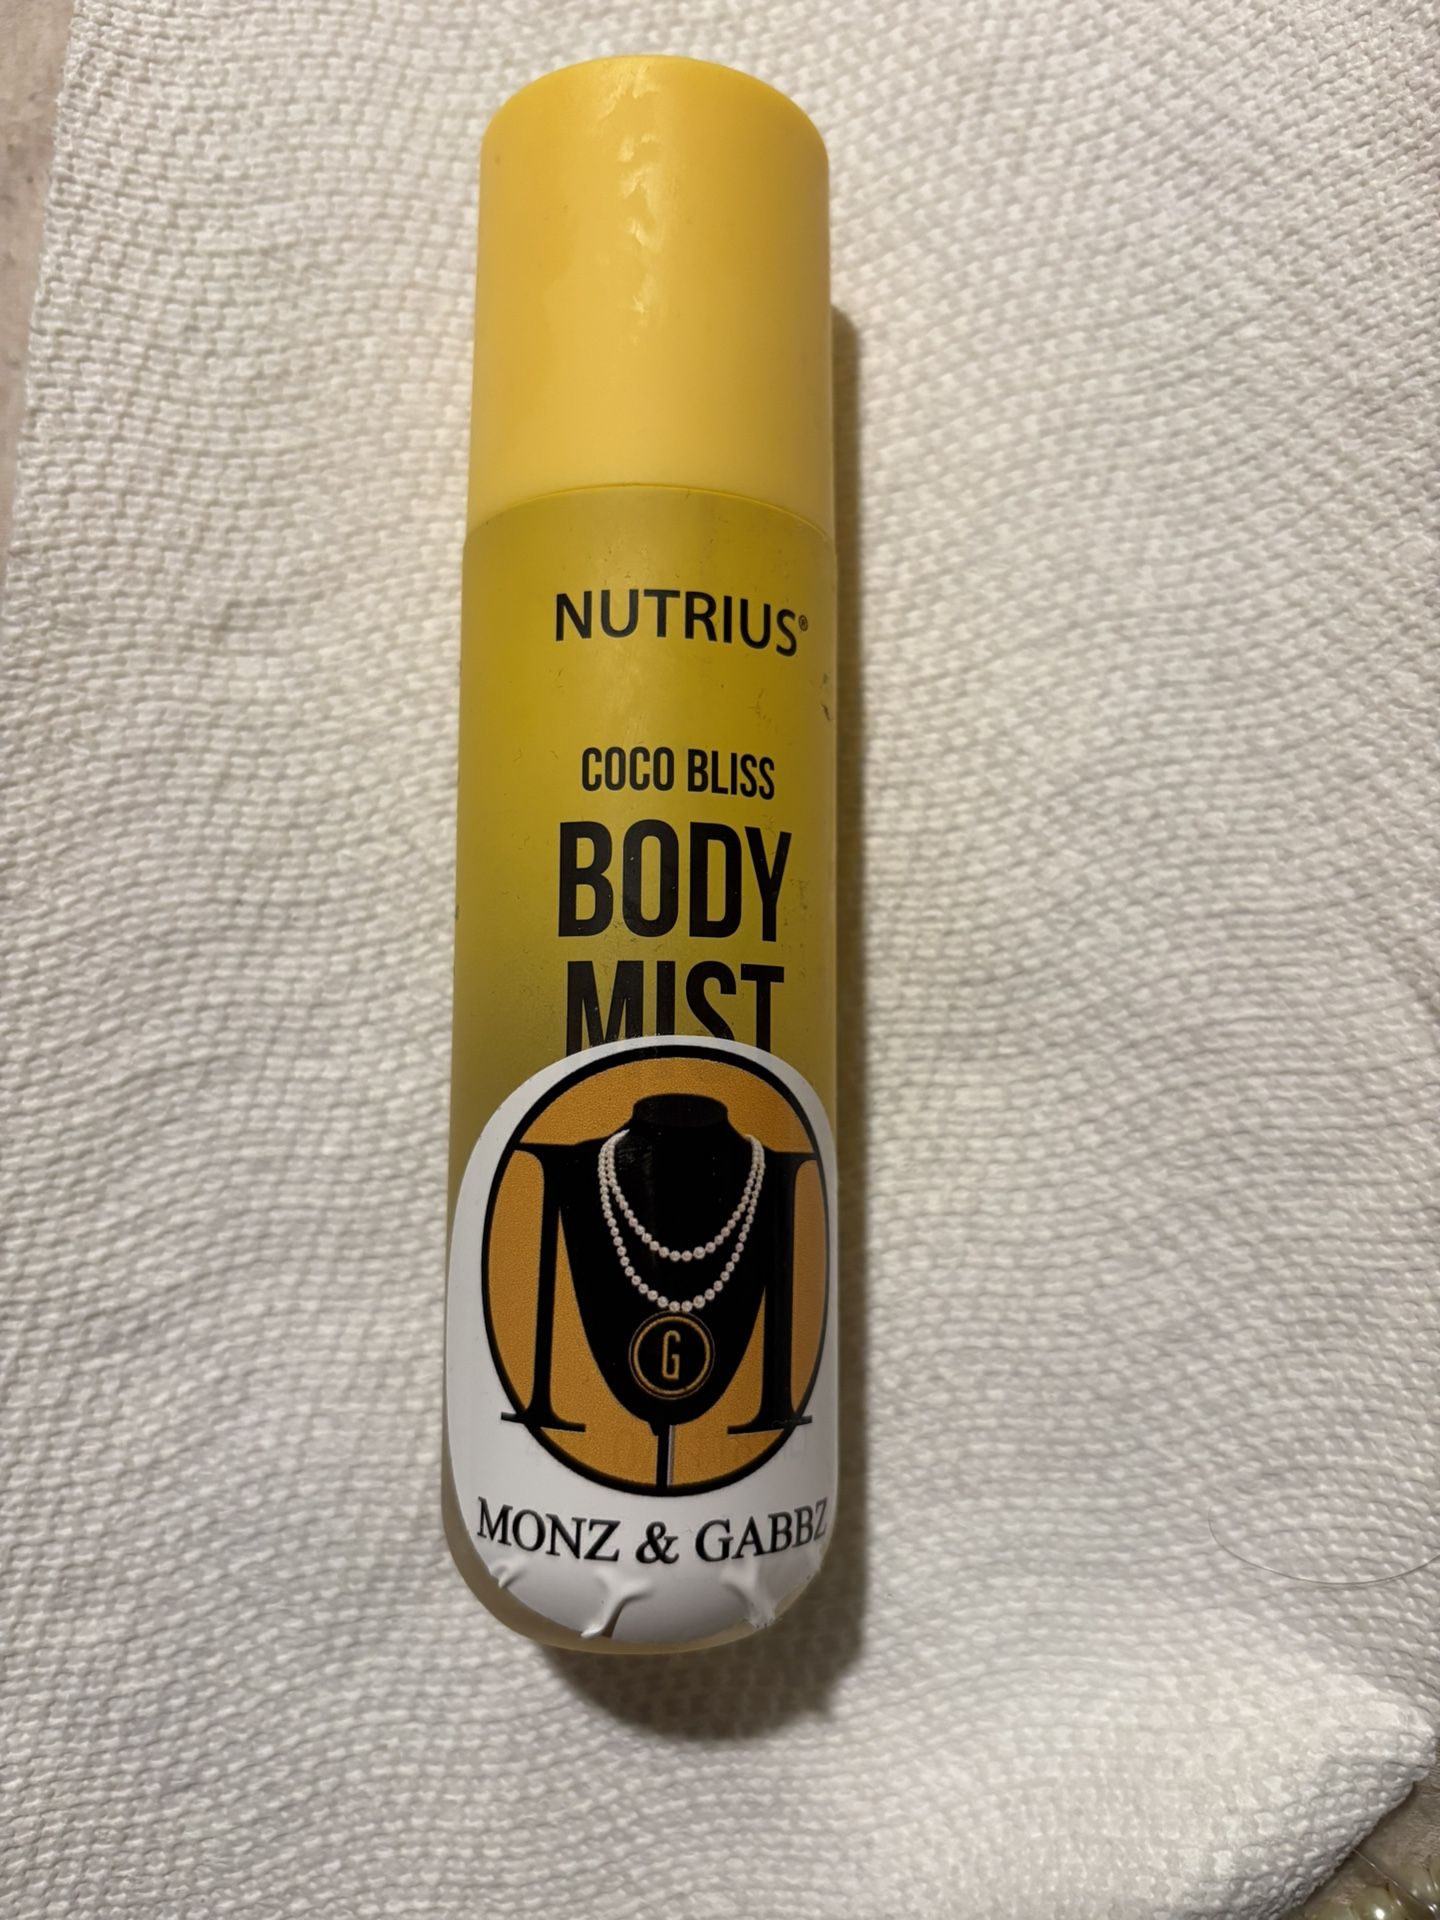 NUTRIUS®
COCO BLISS
BODY
MIST
M
G
MONZ & GABBZ